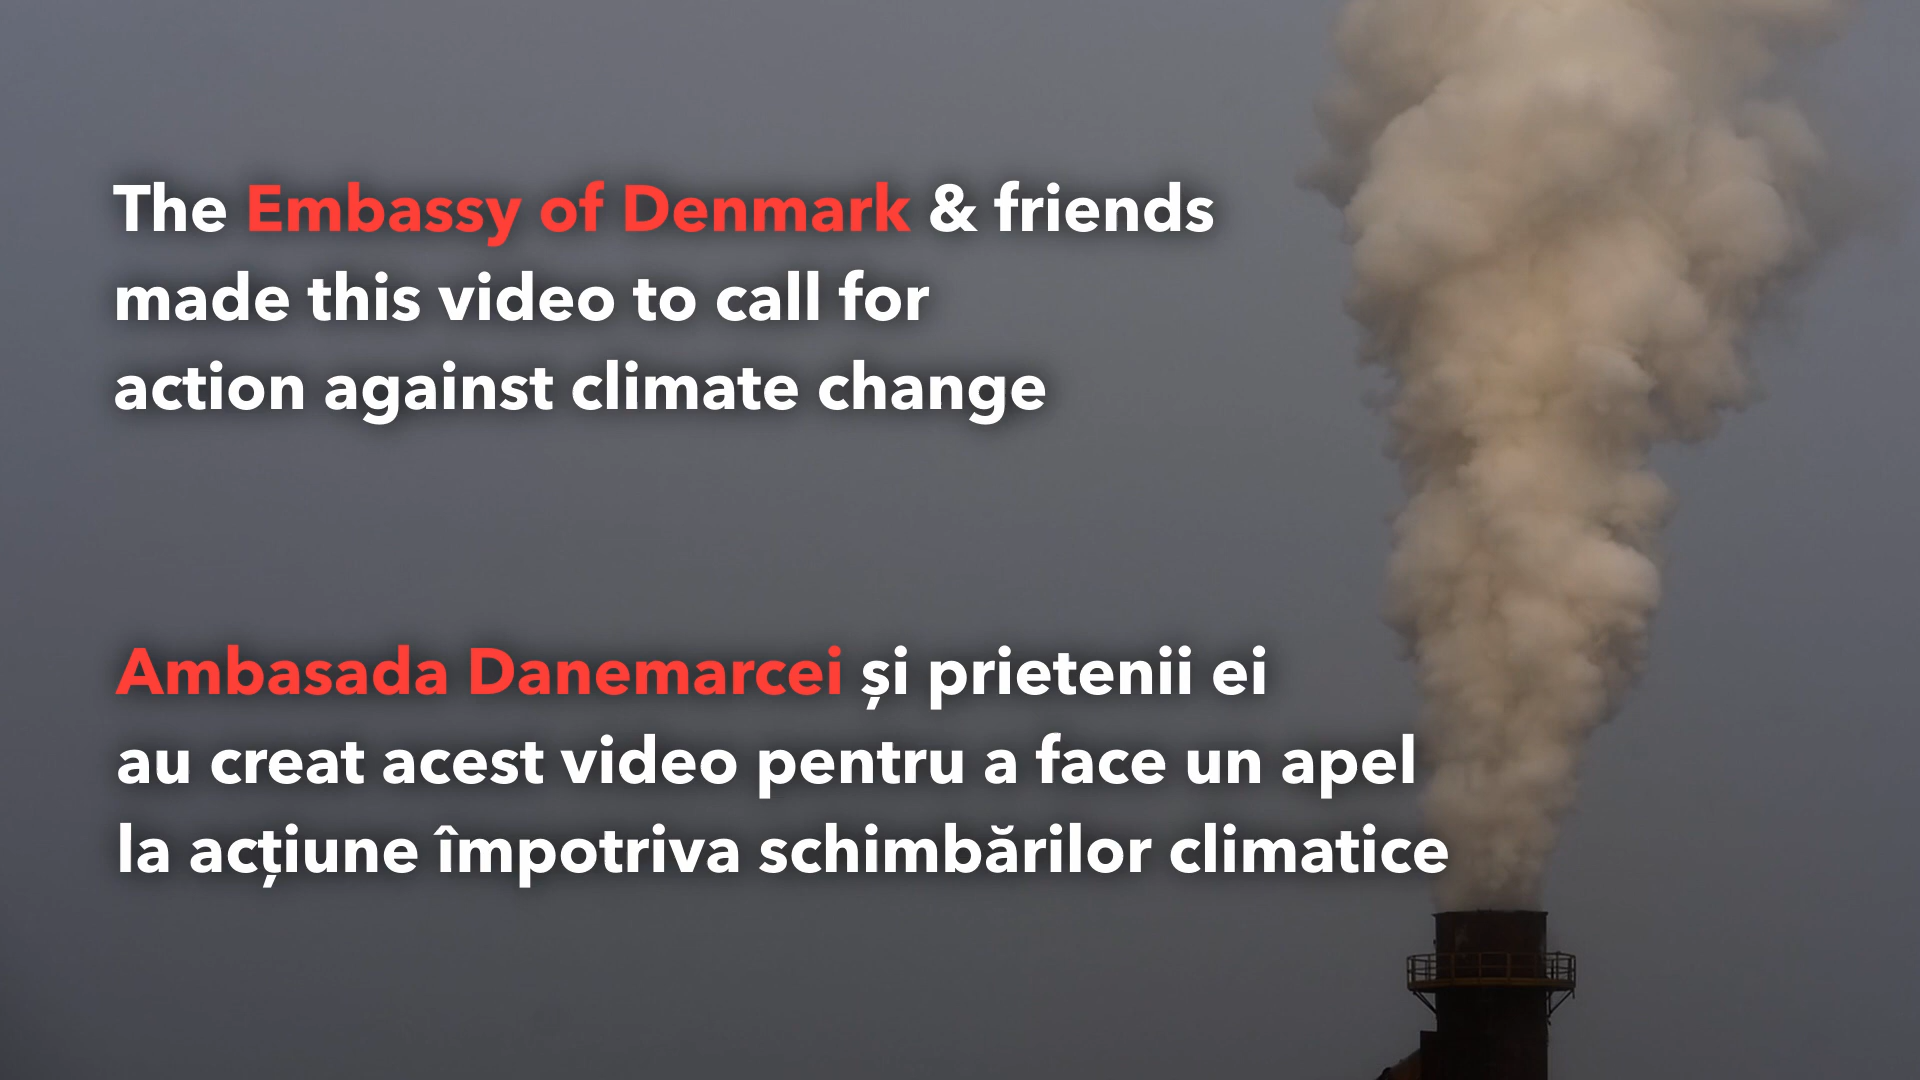 The Embassy of Denmark & friends
made this video to call for
action against climate change
Ambasada Danemarcei și prietenii ei
au creat acest video pentru a face un apel
la acțiune împotriva schimbărilor climatice